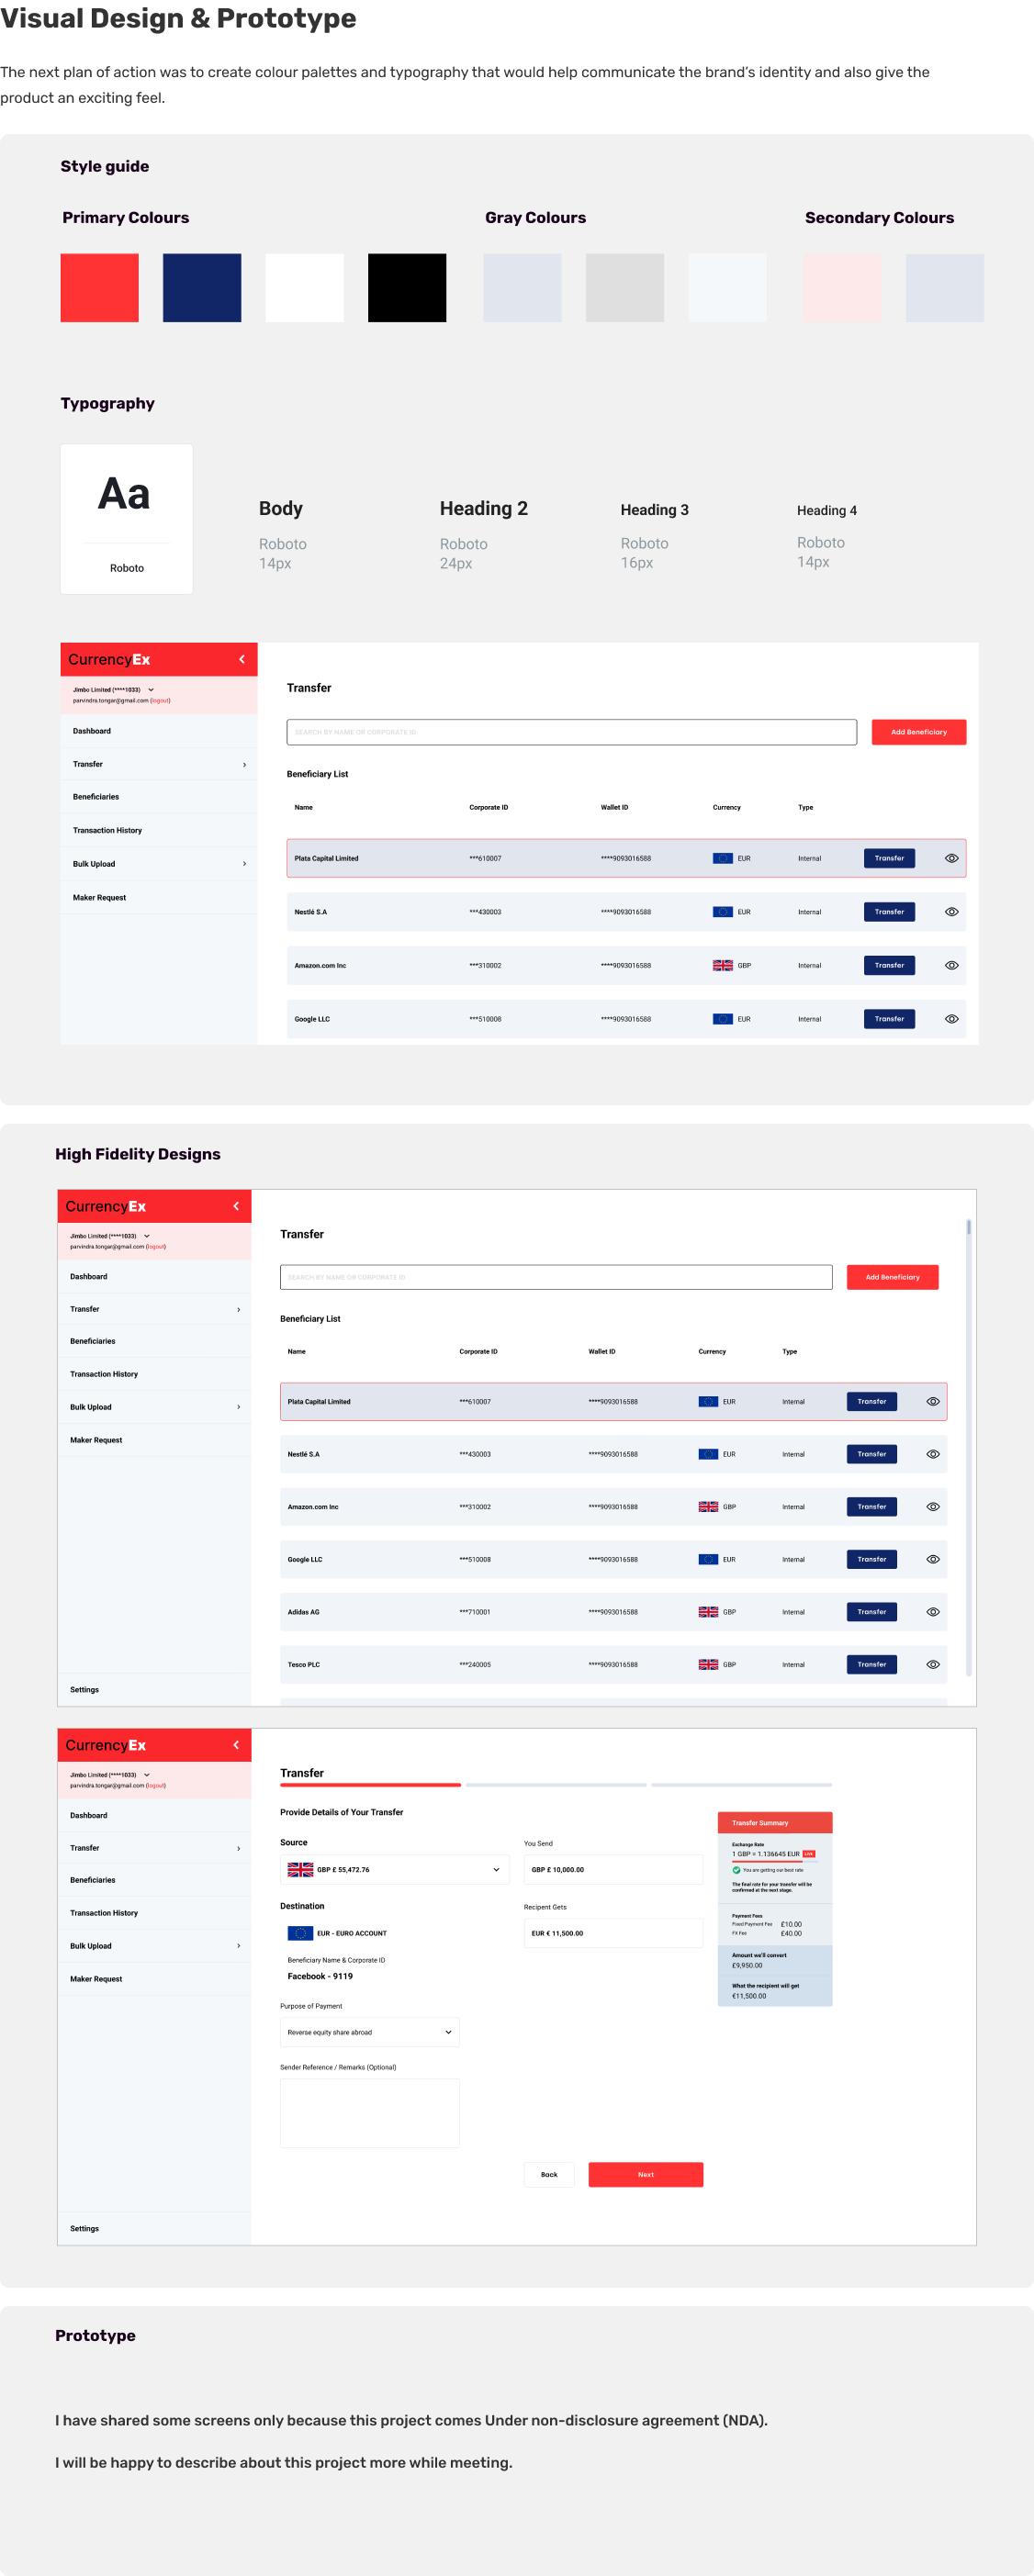 Visual Design & Prototype
The next plan of action was to create colour palettes and typography that would help communicate the brand's identity and also give the
product an exciting feel.
Style guide
Primary Colours
Gray Colours
Secondary Colours
Typography
Aa
Roboto
Body
Roboto
14px
Heading 2
Roboto
24px
Heading 3
Roboto
16px
Heading 4
Roboto
14px
CurrencyEx
Jimbo Limited (****1033)
parvindra.tongar@gmail.com (logout)
Dashboard
Transfer
Beneficiaries
Transaction History
Bulk Upload
Maker Request
Transfer
SEARCH BY NAME OR CORPORATE ID
Add Beneficiary
Beneficiary List
Name Corporate ID Wallet ID Currency Type
Plata Capital Limited ***610007 ****9093016588 EUR Internal Transfer
Nestlé S.A ***430003 ****9093016588 EUR Internal Transfer
Amazon.com Inc ***310002 ****9093016588 GBP Internal Transfer
Google LLC ***510008 ****9093016588 EUR Internal Transfer
High Fidelity Designs
CurrencyEx
Jimbo Limited (****1033)
parvindra.tongar@gmail.com (logout)
Dashboard
Transfer
Beneficiaries
Transaction History
Bulk Upload
Maker Request
Settings
Transfer
SEARCH BY NAME OR CORPORATE ID
Add Beneficiary
Beneficiary List
Name Corporate ID Wallet ID Currency Type
Plata Capital Limited ***610007 ****9093016588 EUR Internal Transfer
Nestlé S.A ***430003 ****9093016588 EUR Internal Transfer
Amazon.com Inc ***310002 ****9093016588 GBP Internal Transfer
Google LLC ***510008 ****9093016588 EUR Internal Transfer
Adidas AG ***710001 ****9093016588 GBP Internal Transfer
Tesco PLC ***240005 ****9093016588 GBP Internal Transfer
CurrencyEx
Jimbo Limited (****1033)
parvindra.tongar@gmail.com (logout)
Dashboard
Transfer
Beneficiaries
Transaction History
Bulk Upload
Maker Request
Settings
Transfer
Provide Details of Your Transfer
Source
GBP £ 55,472.76
You Send
GBP £ 10,000.00
Destination
EUR - EURO ACCOUNT
Recipent Gets
EUR € 11,500.00
Beneficiary Name & Corporate ID
Facebook - 9119
Purpose of Payment
Reverse equity share abroad
Sender Reference / Remarks (Optional)
Back
Next
Transfer Summary
Exchange Rate
1 GBP = 1.136645 EUR LIVE
You are getting our best rate
The final rate for your transfer will be
confirmed at the next stage.
Payment Fees
Fixed Payment Fee £10.00
FX Fee £40.00
Amount we'll convert
£9,950.00
What the recipient will get
€11,500.00
Prototype
I have shared some screens only because this project comes Under non-disclosure agreement (NDA).
I will be happy to describe about this project more while meeting.